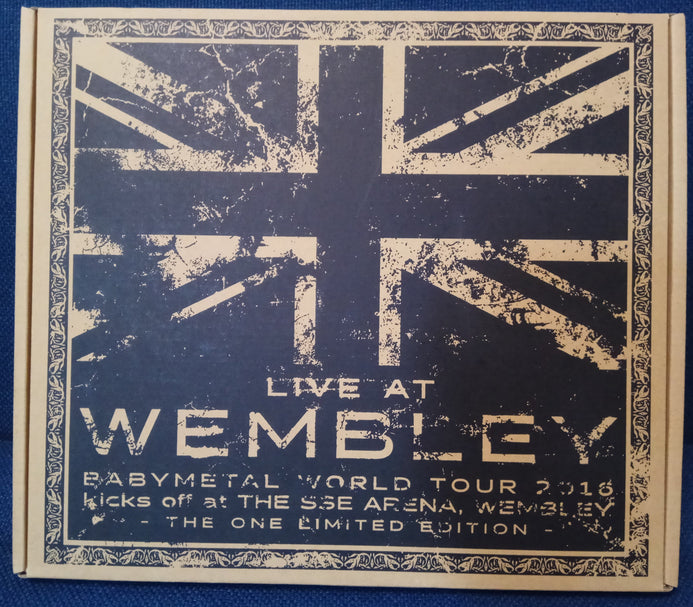 LIVE AT
WEMBLEY
BABYMETAL WORLD TOUR 2016
kicks off at THE SSE ARENA, WEMBLEY
- THE ONE LIMITED EDITION -